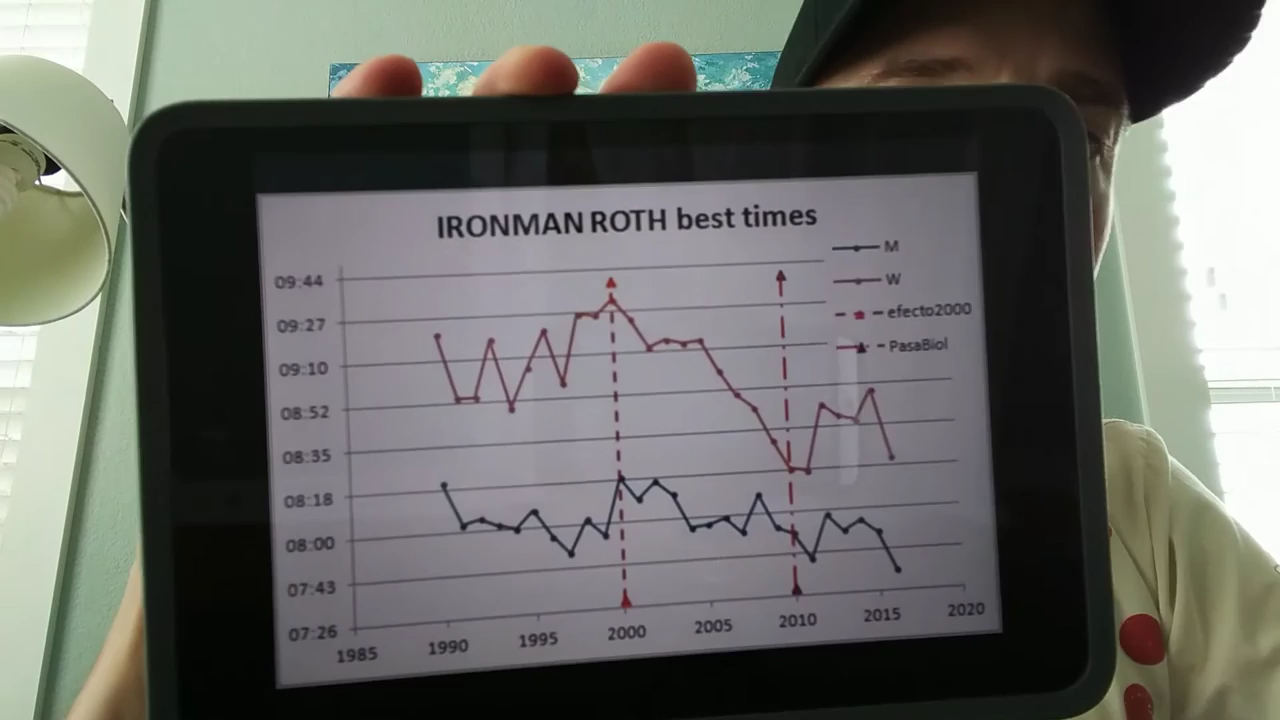 IRONMAN ROTH best times
M
W
efecto2000
PasaBiol
09:44
09:27
09:10
08:52
08:35
08:18
08:00
07:43
07:26
1985 1990 1995 2000 2005 2010 2015 2020